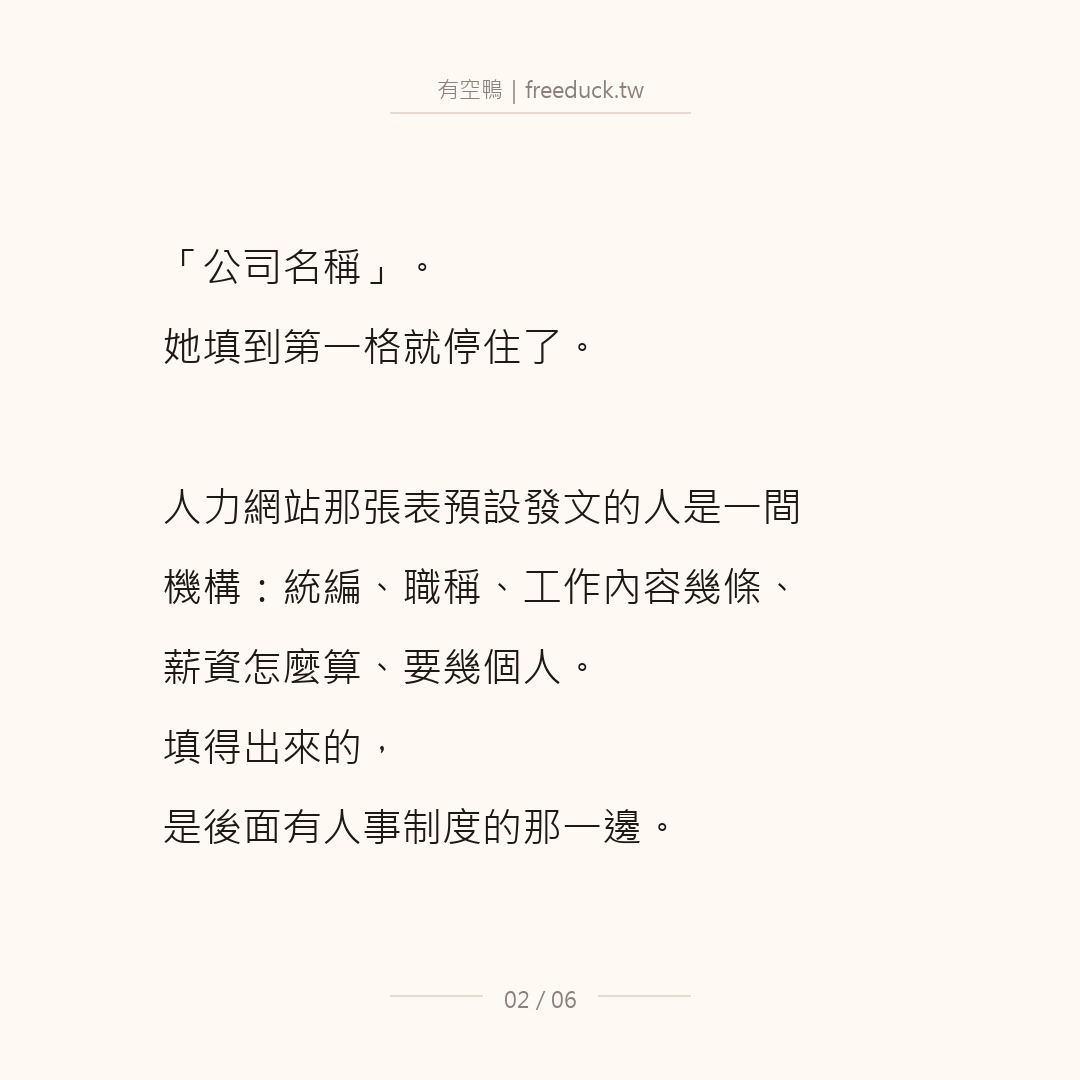 有空鴨｜freeduck.tw
「公司名稱」。
她填到第一格就停住了。
人力網站那張表預設發文的人是一間
機構：統編、職稱、工作內容幾條、
薪資怎麼算、要幾個人。
填得出來的，
是後面有人事制度的那一邊。
02 / 06